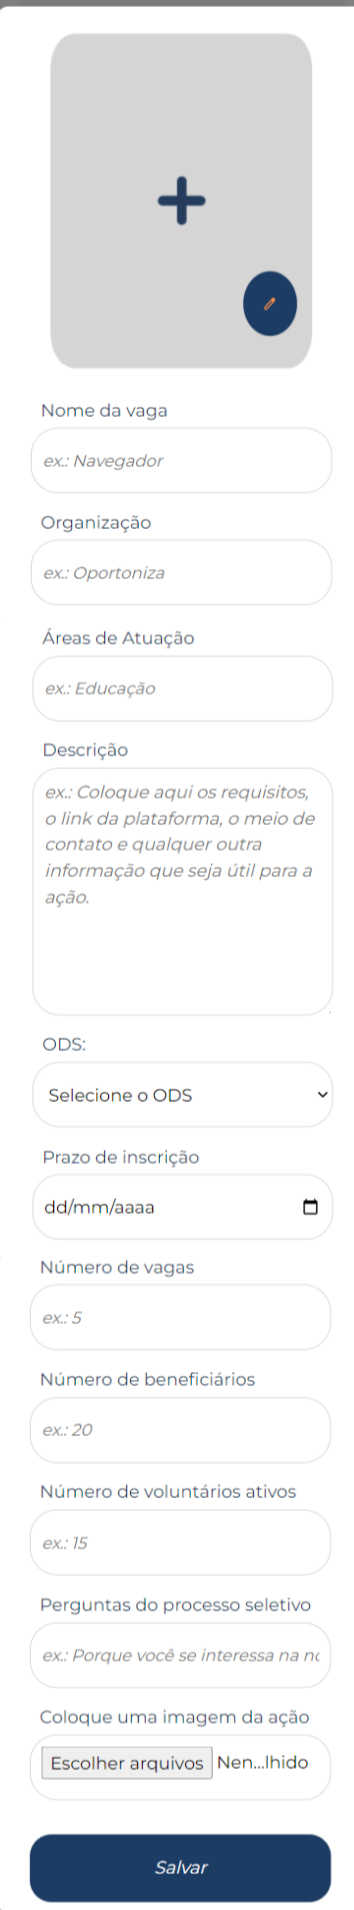 Nome da vaga
ex.: Navegador
Organização
ex.: Oportoniza
Áreas de Atuação
ex.: Educação
Descrição
ex.: Coloque aqui os requisitos,
o link da plataforma, o meio de
contato e qualquer outra
informação que seja útil para a
ação.
ODS:
Selecione o ODS
Prazo de inscrição
dd/mm/aaaa
Número de vagas
ex.: 5
Número de beneficiários
ex.: 20
Número de voluntários ativos
ex.: 15
Perguntas do processo seletivo
ex.: Porque você se interessa na no
Coloque uma imagem da ação
Escolher arquivos Nen...lhido
Salvar